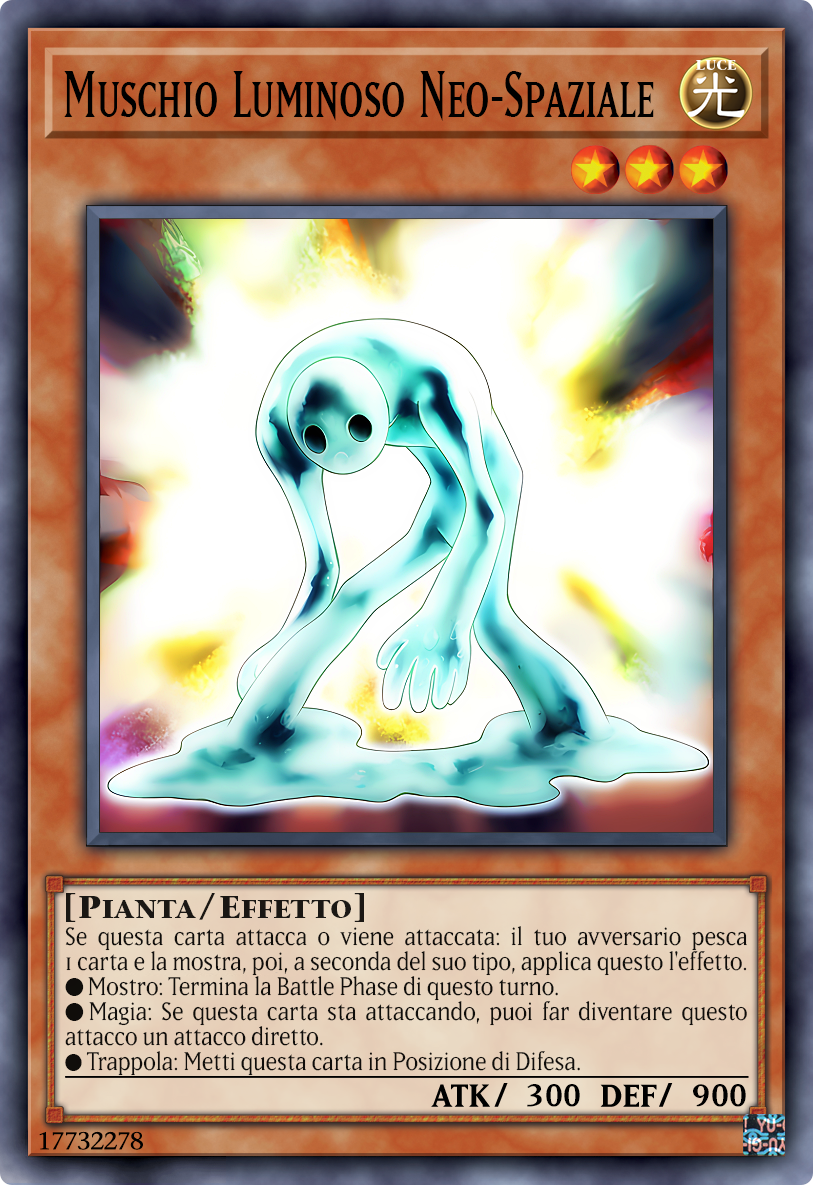 Muschio Luminoso Neo-Spaziale
LUCE
光
[Pianta/Effetto]
Se questa carta attacca o viene attaccata: il tuo avversario pesca
1 carta e la mostra, poi, a seconda del suo tipo, applica questo l'effetto.
● Mostro: Termina la Battle Phase di questo turno.
● Magia: Se questa carta sta attaccando, puoi far diventare questo
attacco un attacco diretto.
● Trappola: Metti questa carta in Posizione di Difesa.
ATK/ 300 DEF/ 900
17732278